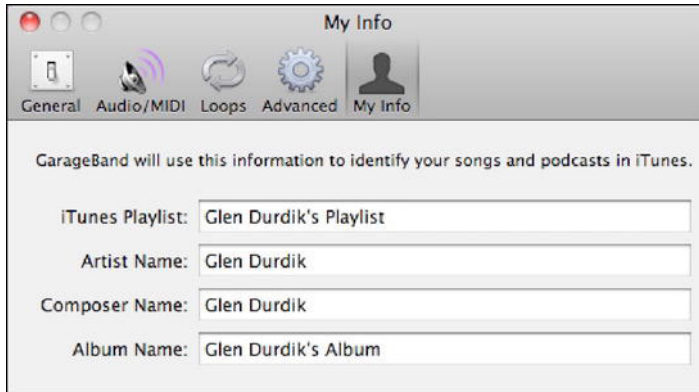 My Info
General Audio/MIDI Loops Advanced My Info
GarageBand will use this information to identify your songs and podcasts in iTunes.
iTunes Playlist: Glen Durdik's Playlist
Artist Name: Glen Durdik
Composer Name: Glen Durdik
Album Name: Glen Durdik's Album